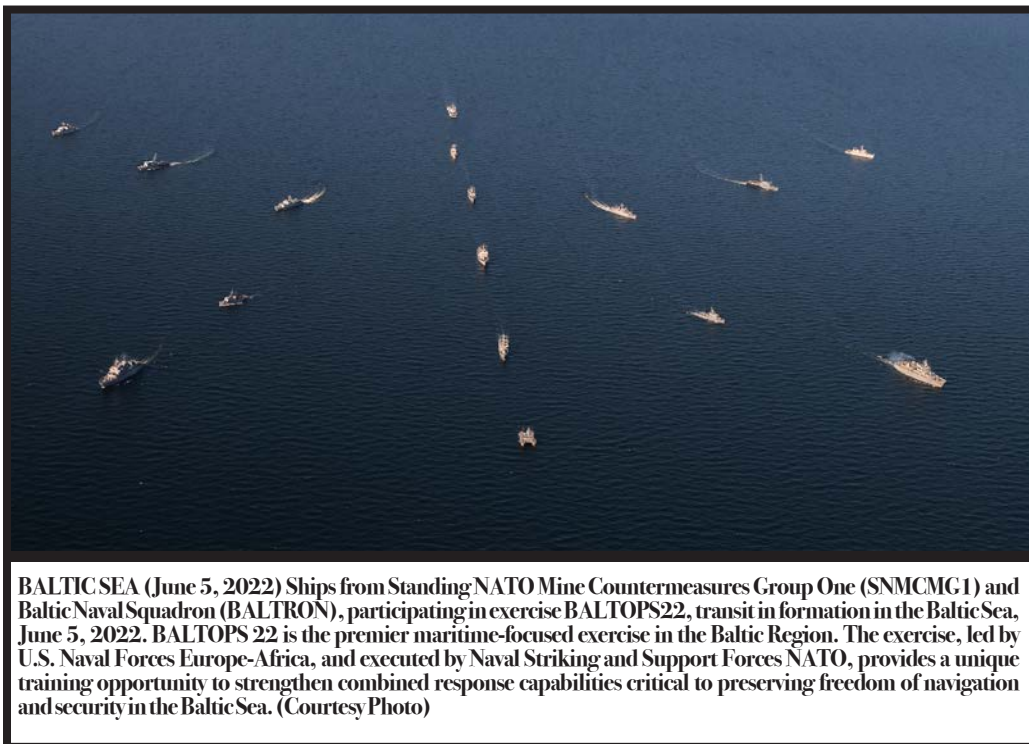 BALTIC SEA (June 5, 2022) Ships from Standing NATO Mine Countermeasures Group One (SNMCMG1) and
Baltic Naval Squadron (BALTRON), participating in exercise BALTOPS22, transit in formation in the Baltic Sea,
June 5, 2022. BALTOPS 22 is the premier maritime-focused exercise in the Baltic Region. The exercise, led by
U.S. Naval Forces Europe-Africa, and executed by Naval Striking and Support Forces NATO, provides a unique
training opportunity to strengthen combined response capabilities critical to preserving freedom of navigation
and security in the Baltic Sea. (Courtesy Photo)